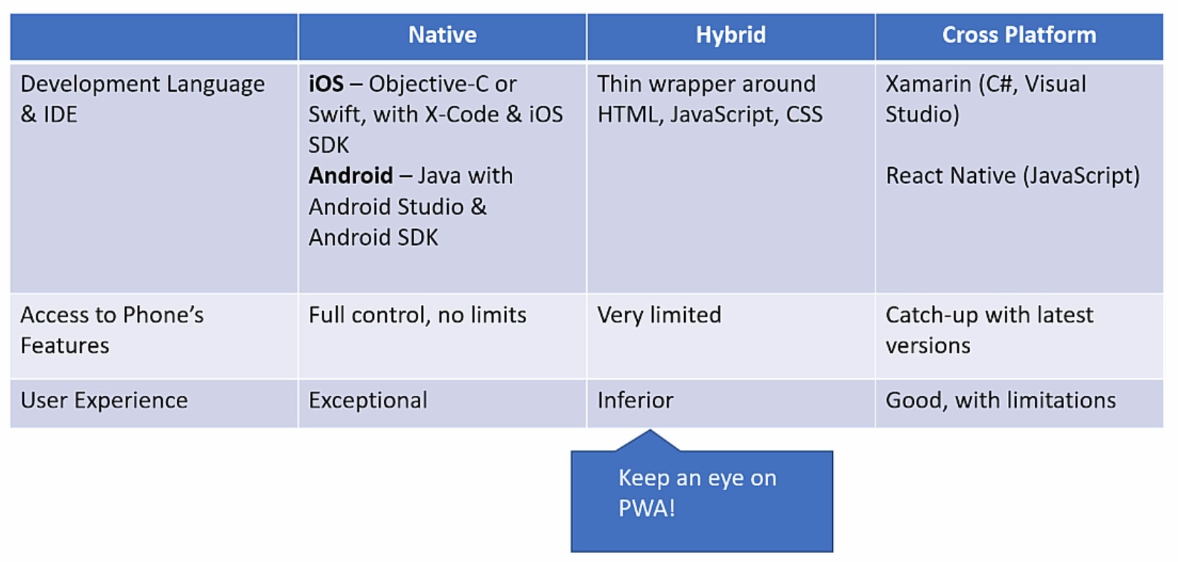 Native
Hybrid
Cross Platform
Development Language
& IDE
iOS – Objective-C or
Swift, with X-Code & iOS
SDK
Android – Java with
Android Studio &
Android SDK
Thin wrapper around
HTML, JavaScript, CSS
Xamarin (C#, Visual
Studio)
React Native (JavaScript)
Access to Phone’s
Features
Full control, no limits
Very limited
Catch-up with latest
versions
User Experience
Exceptional
Inferior
Good, with limitations
Keep an eye on
PWA!